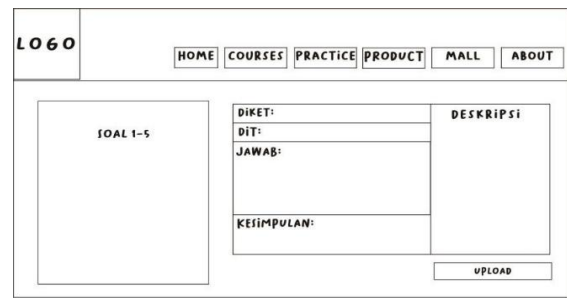 LOGO
HOME COURSES PRACTiCE PRODUCT MALL ABOUT
SOAL 1-5
DiKET:
DiT:
JAWAB:
KESiMPULAN:
DESKRiPSi
UPLOAD